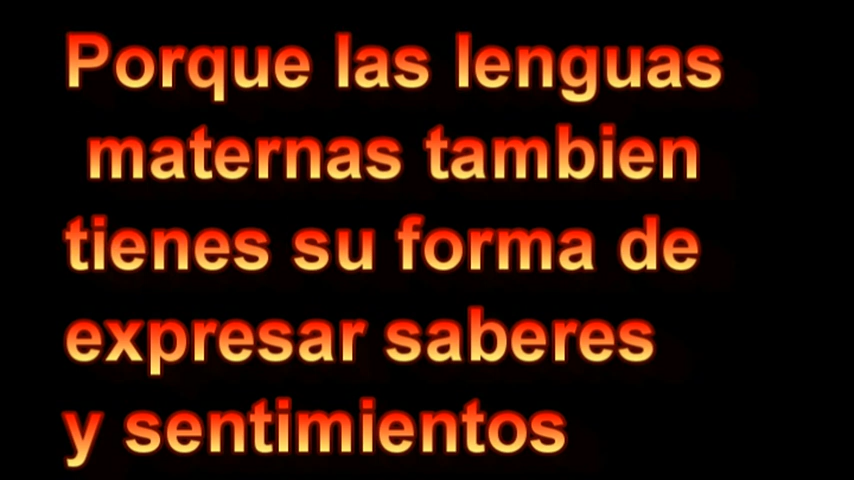 Porque las lenguas
maternas tambien
tienes su forma de
expresar saberes
y sentimientos